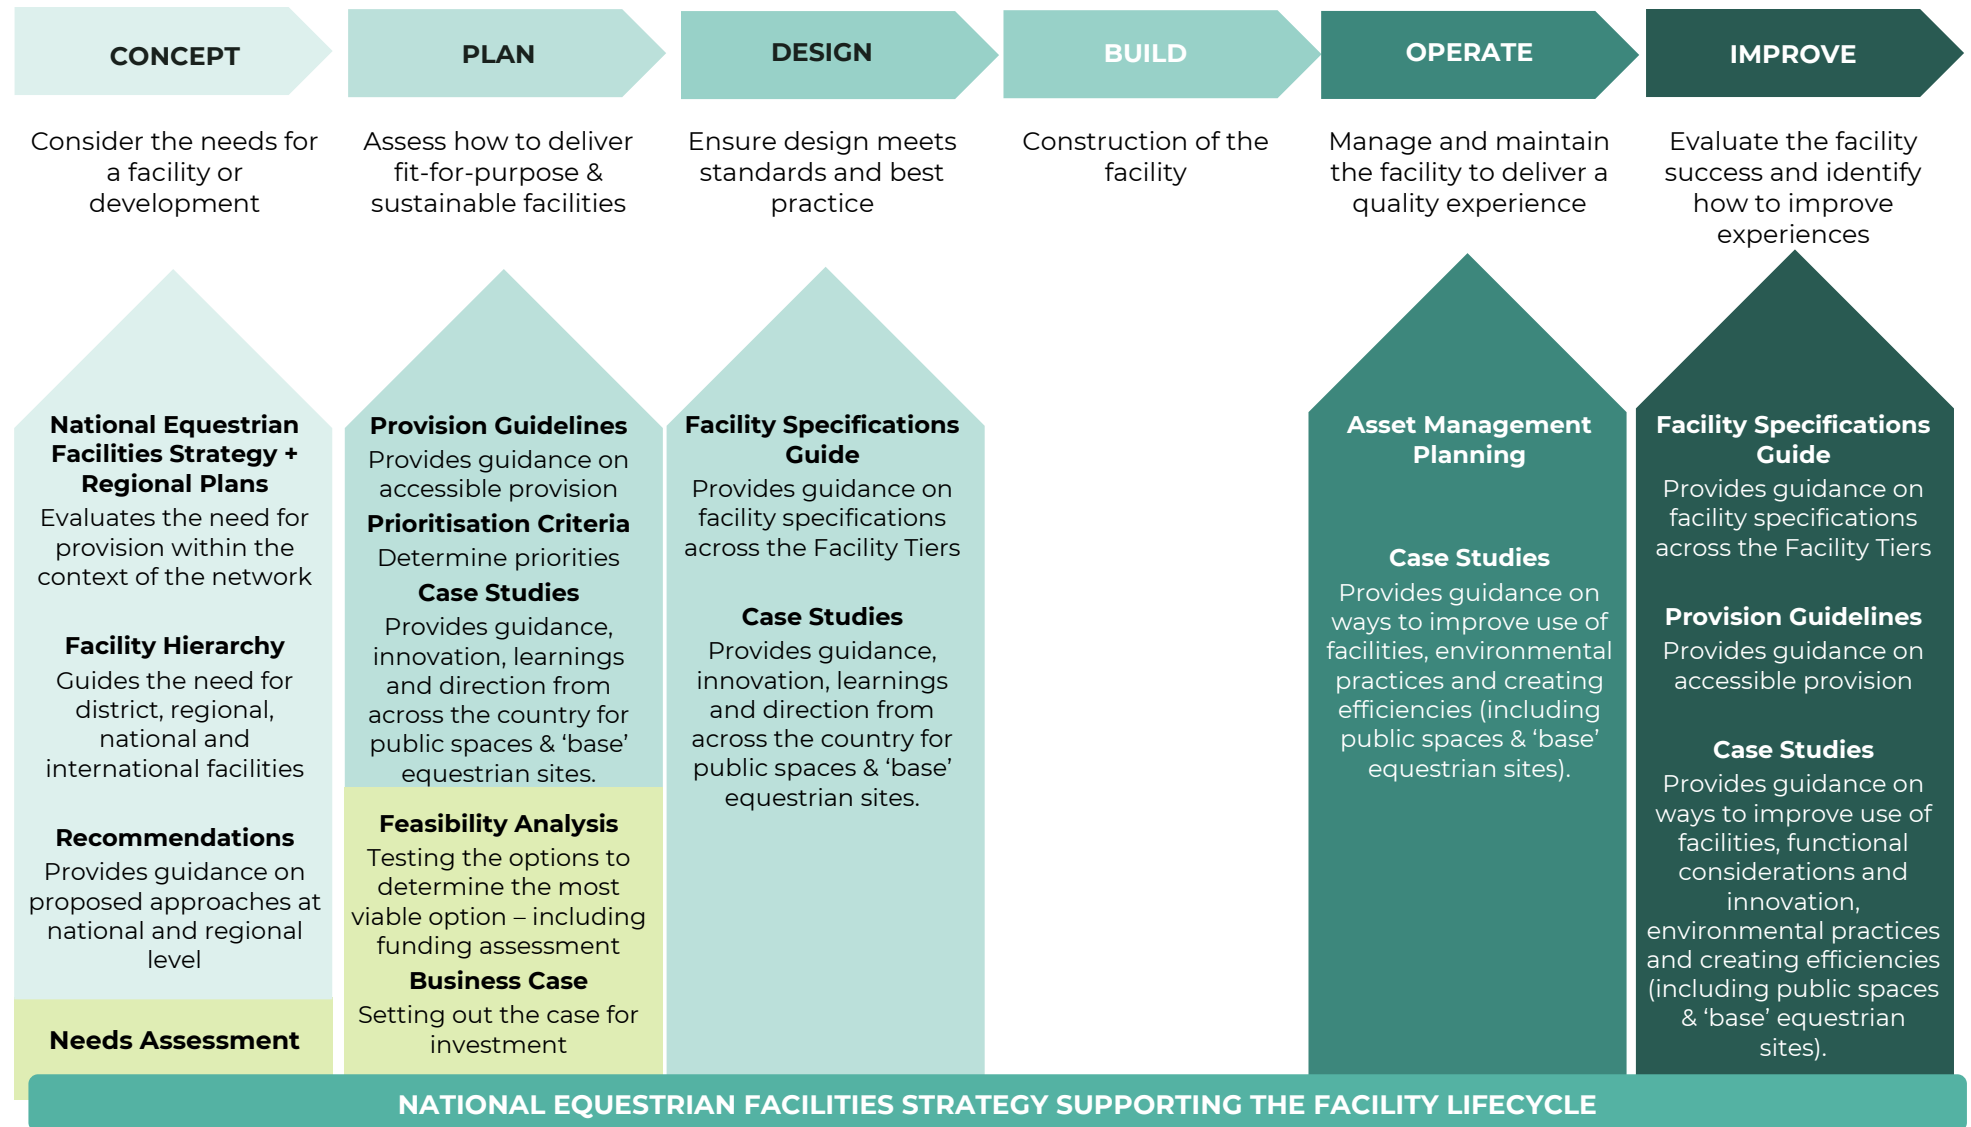 CONCEPT
PLAN
DESIGN
BUILD
OPERATE
IMPROVE
Consider the needs for
a facility or
development
Assess how to deliver
fit-for-purpose &
sustainable facilities
Ensure design meets
standards and best
practice
Construction of the
facility
Manage and maintain
the facility to deliver a
quality experience
Evaluate the facility
success and identify
how to improve
experiences
National Equestrian
Facilities Strategy +
Regional Plans
Evaluates the need for
provision within the
context of the network
Facility Hierarchy
Guides the need for
district, regional,
national and
international facilities
Recommendations
Provides guidance on
proposed approaches at
national and regional
level
Needs Assessment
Provision Guidelines
Provides guidance on
accessible provision
Prioritisation Criteria
Determine priorities
Case Studies
Provides guidance,
innovation, learnings
and direction from
across the country for
public spaces & ‘base’
equestrian sites.
Feasibility Analysis
Testing the options to
determine the most
viable option – including
funding assessment
Business Case
Setting out the case for
investment
Facility Specifications
Guide
Provides guidance on
facility specifications
across the Facility Tiers
Case Studies
Provides guidance,
innovation, learnings
and direction from
across the country for
public spaces & ‘base’
equestrian sites.
Asset Management
Planning
Case Studies
Provides guidance on
ways to improve use of
facilities, environmental
practices and creating
efficiencies (including
public spaces & ‘base’
equestrian sites).
Facility Specifications
Guide
Provides guidance on
facility specifications
across the Facility Tiers
Provision Guidelines
Provides guidance on
accessible provision
Case Studies
Provides guidance on
ways to improve use of
facilities, functional
considerations and
innovation,
environmental practices
and creating efficiencies
(including public spaces
& ‘base’ equestrian
sites).
NATIONAL EQUESTRIAN FACILITIES STRATEGY SUPPORTING THE FACILITY LIFECYCLE